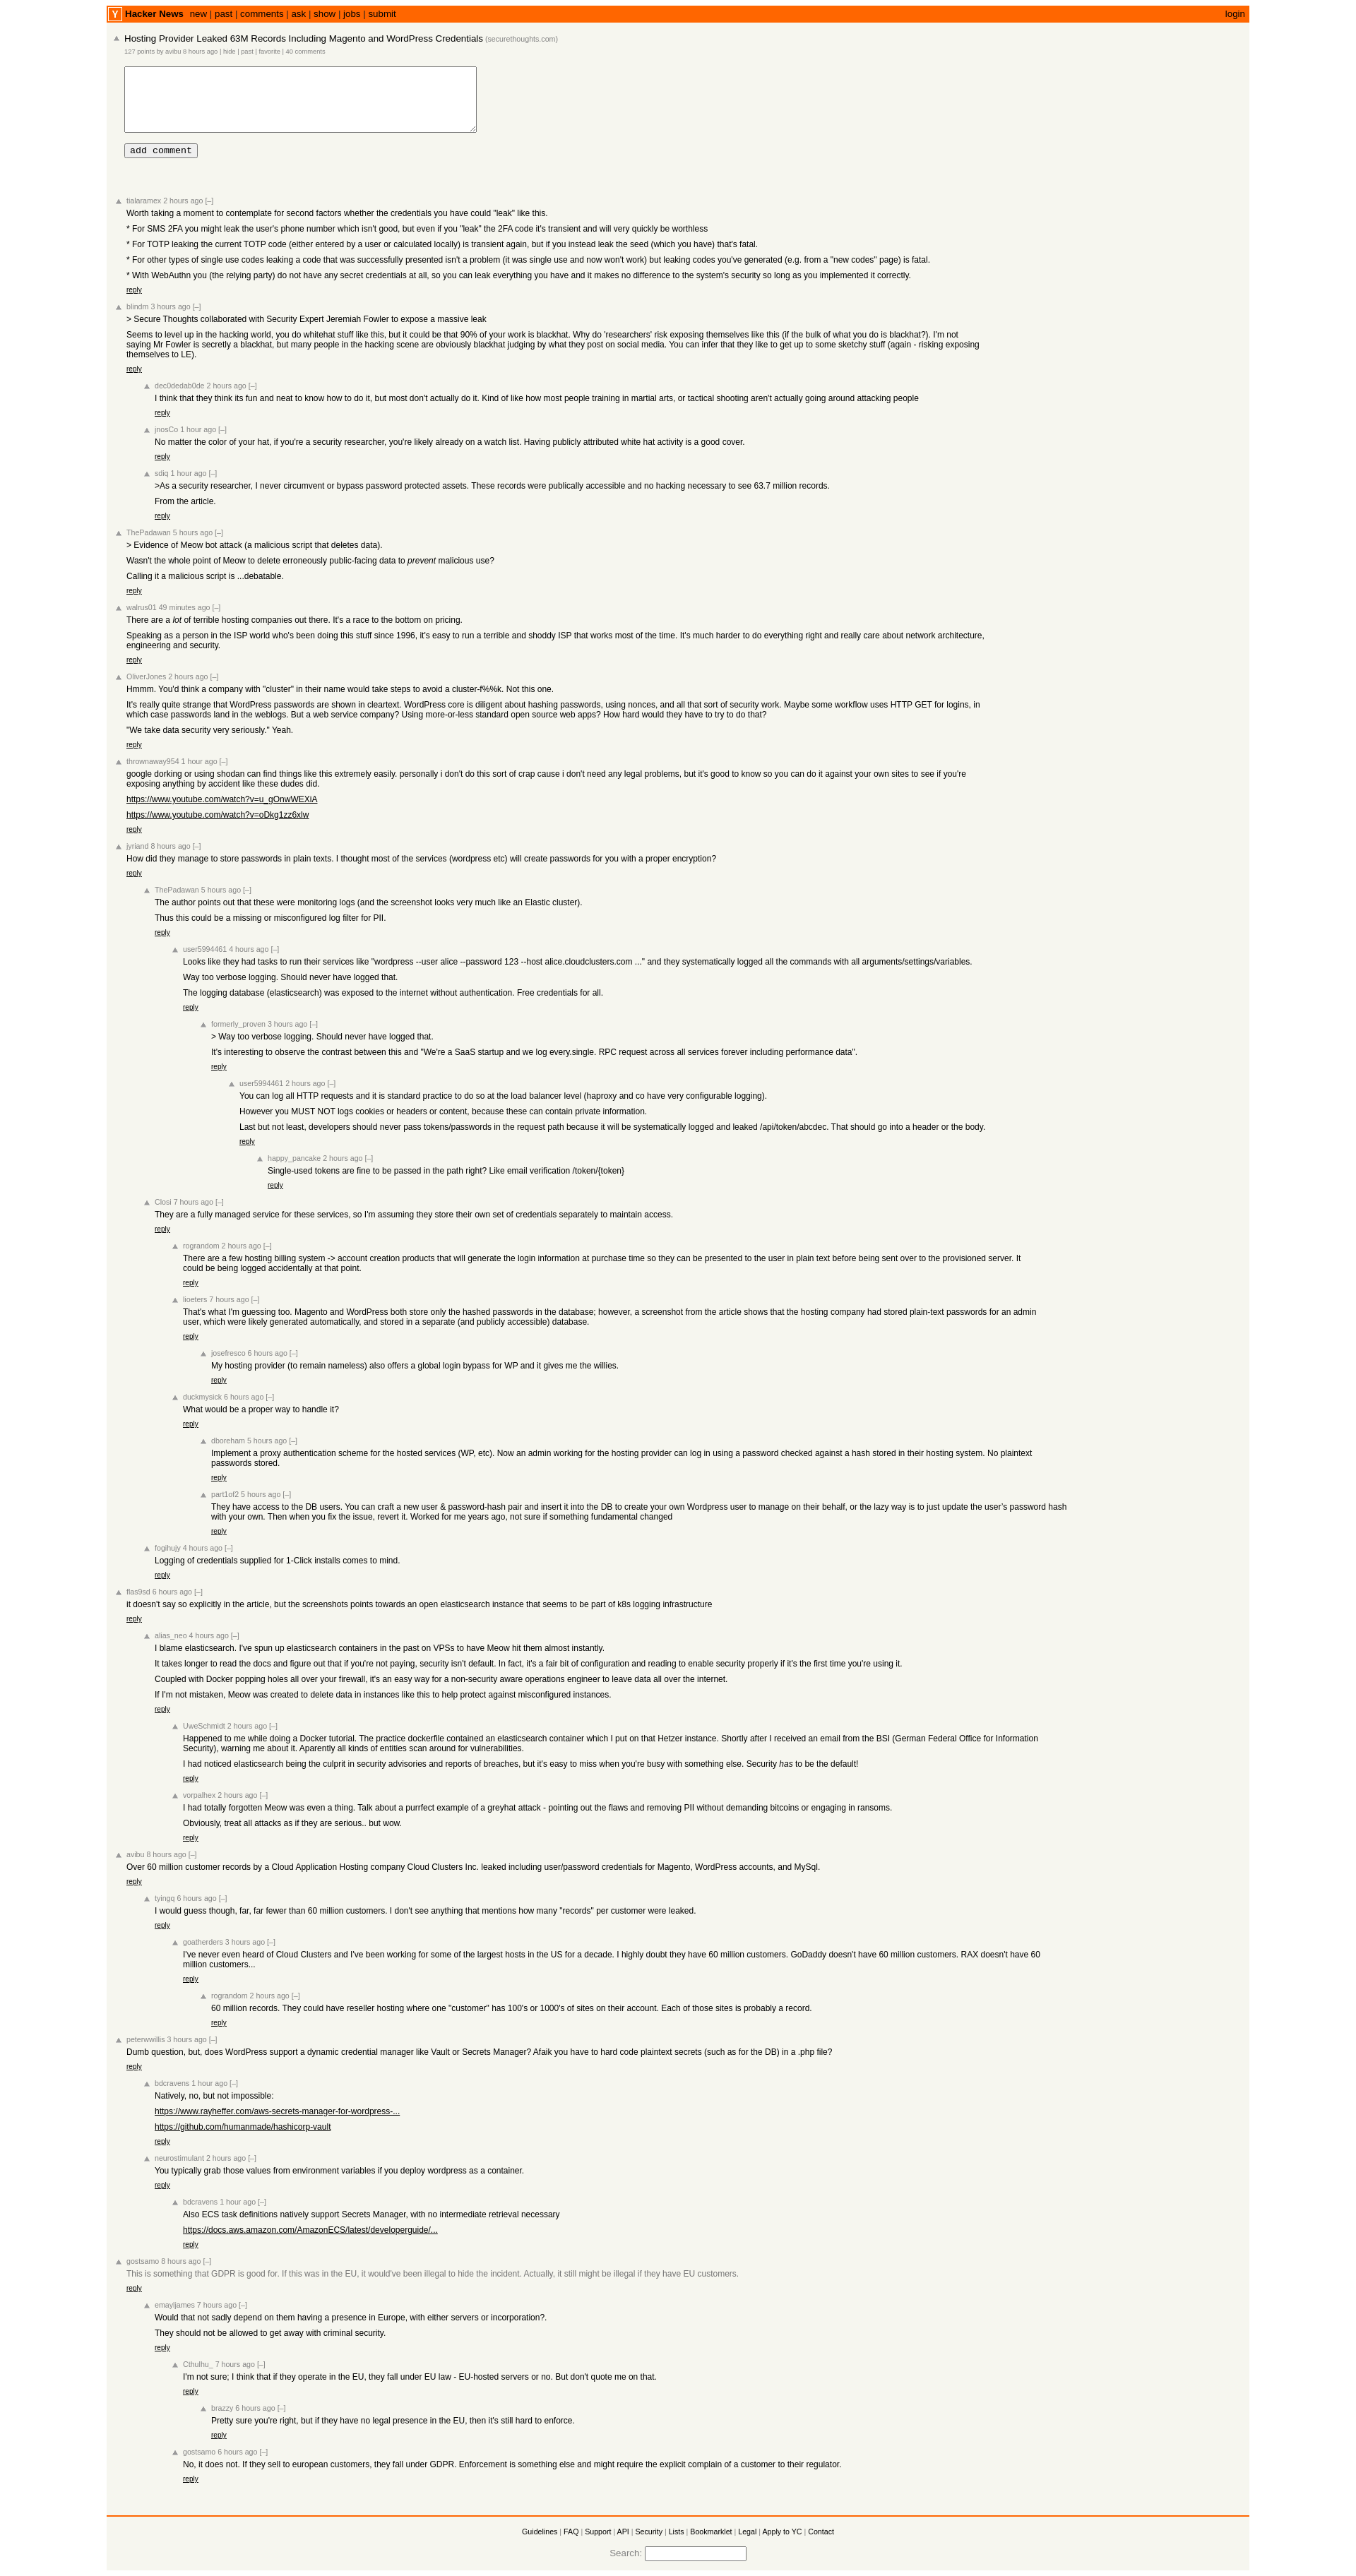 Y Hacker News new | past | comments | ask | show | jobs | submit login
Hosting Provider Leaked 63M Records Including Magento and WordPress Credentials (securethoughts.com)
127 points by avibu 8 hours ago | hide | past | favorite | 40 comments
add comment
tialaramex 2 hours ago [–]
Worth taking a moment to contemplate for second factors whether the credentials you have could "leak" like this.
* For SMS 2FA you might leak the user's phone number which isn't good, but even if you "leak" the 2FA code it's transient and will very quickly be worthless
* For TOTP leaking the current TOTP code (either entered by a user or calculated locally) is transient again, but if you instead leak the seed (which you have) that's fatal.
* For other types of single use codes leaking a code that was successfully presented isn't a problem (it was single use and now won't work) but leaking codes you've generated (e.g. from a "new codes" page) is fatal.
* With WebAuthn you (the relying party) do not have any secret credentials at all, so you can leak everything you have and it makes no difference to the system's security so long as you implemented it correctly.
reply
blindm 3 hours ago [–]
> Secure Thoughts collaborated with Security Expert Jeremiah Fowler to expose a massive leak
Seems to level up in the hacking world, you do whitehat stuff like this, but it could be that 90% of your work is blackhat. Why do 'researchers' risk exposing themselves like this (if the bulk of what you do is blackhat?). I'm not
saying Mr Fowler is secretly a blackhat, but many people in the hacking scene are obviously blackhat judging by what they post on social media. You can infer that they like to get up to some sketchy stuff (again - risking exposing
themselves to LE).
reply
dec0dedab0de 2 hours ago [–]
I think that they think its fun and neat to know how to do it, but most don't actually do it. Kind of like how most people training in martial arts, or tactical shooting aren't actually going around attacking people
reply
jnosCo 1 hour ago [–]
No matter the color of your hat, if you're a security researcher, you're likely already on a watch list. Having publicly attributed white hat activity is a good cover.
reply
sdiq 1 hour ago [–]
>As a security researcher, I never circumvent or bypass password protected assets. These records were publically accessible and no hacking necessary to see 63.7 million records.
From the article.
reply
ThePadawan 5 hours ago [–]
> Evidence of Meow bot attack (a malicious script that deletes data).
Wasn't the whole point of Meow to delete erroneously public-facing data to prevent malicious use?
Calling it a malicious script is ...debatable.
reply
walrus01 49 minutes ago [–]
There are a lot of terrible hosting companies out there. It's a race to the bottom on pricing.
Speaking as a person in the ISP world who's been doing this stuff since 1996, it's easy to run a terrible and shoddy ISP that works most of the time. It's much harder to do everything right and really care about network architecture,
engineering and security.
reply
OliverJones 2 hours ago [–]
Hmmm. You'd think a company with "cluster" in their name would take steps to avoid a cluster-f%%k. Not this one.
It's really quite strange that WordPress passwords are shown in cleartext. WordPress core is diligent about hashing passwords, using nonces, and all that sort of security work. Maybe some workflow uses HTTP GET for logins, in
which case passwords land in the weblogs. But a web service company? Using more-or-less standard open source web apps? How hard would they have to try to do that?
"We take data security very seriously." Yeah.
reply
thrownaway954 1 hour ago [–]
google dorking or using shodan can find things like this extremely easily. personally i don't do this sort of crap cause i don't need any legal problems, but it's good to know so you can do it against your own sites to see if you're
exposing anything by accident like these dudes did.
https://www.youtube.com/watch?v=u_gOnwWEXiA
https://www.youtube.com/watch?v=oDkg1zz6xlw
reply
jyriand 8 hours ago [–]
How did they manage to store passwords in plain texts. I thought most of the services (wordpress etc) will create passwords for you with a proper encryption?
reply
ThePadawan 5 hours ago [–]
The author points out that these were monitoring logs (and the screenshot looks very much like an Elastic cluster).
Thus this could be a missing or misconfigured log filter for PII.
reply
user5994461 4 hours ago [–]
Looks like they had tasks to run their services like "wordpress --user alice --password 123 --host alice.cloudclusters.com ..." and they systematically logged all the commands with all arguments/settings/variables.
Way too verbose logging. Should never have logged that.
The logging database (elasticsearch) was exposed to the internet without authentication. Free credentials for all.
reply
formerly_proven 3 hours ago [–]
> Way too verbose logging. Should never have logged that.
It's interesting to observe the contrast between this and "We're a SaaS startup and we log every.single. RPC request across all services forever including performance data".
reply
user5994461 2 hours ago [–]
You can log all HTTP requests and it is standard practice to do so at the load balancer level (haproxy and co have very configurable logging).
However you MUST NOT logs cookies or headers or content, because these can contain private information.
Last but not least, developers should never pass tokens/passwords in the request path because it will be systematically logged and leaked /api/token/abcdec. That should go into a header or the body.
reply
happy_pancake 2 hours ago [–]
Single-used tokens are fine to be passed in the path right? Like email verification /token/{token}
reply
Closi 7 hours ago [–]
They are a fully managed service for these services, so I'm assuming they store their own set of credentials separately to maintain access.
reply
rograndom 2 hours ago [–]
There are a few hosting billing system -> account creation products that will generate the login information at purchase time so they can be presented to the user in plain text before being sent over to the provisioned server. It
could be being logged accidentally at that point.
reply
lioeters 7 hours ago [–]
That's what I'm guessing too. Magento and WordPress both store only the hashed passwords in the database; however, a screenshot from the article shows that the hosting company had stored plain-text passwords for an admin
user, which were likely generated automatically, and stored in a separate (and publicly accessible) database.
reply
josefresco 6 hours ago [–]
My hosting provider (to remain nameless) also offers a global login bypass for WP and it gives me the willies.
reply
duckmysick 6 hours ago [–]
What would be a proper way to handle it?
reply
dboreham 5 hours ago [–]
Implement a proxy authentication scheme for the hosted services (WP, etc). Now an admin working for the hosting provider can log in using a password checked against a hash stored in their hosting system. No plaintext
passwords stored.
reply
part1of2 5 hours ago [–]
They have access to the DB users. You can craft a new user & password-hash pair and insert it into the DB to create your own Wordpress user to manage on their behalf, or the lazy way is to just update the user's password hash
with your own. Then when you fix the issue, revert it. Worked for me years ago, not sure if something fundamental changed
reply
fogihujy 4 hours ago [–]
Logging of credentials supplied for 1-Click installs comes to mind.
reply
flas9sd 6 hours ago [–]
it doesn't say so explicitly in the article, but the screenshots points towards an open elasticsearch instance that seems to be part of k8s logging infrastructure
reply
alias_neo 4 hours ago [–]
I blame elasticsearch. I've spun up elasticsearch containers in the past on VPSs to have Meow hit them almost instantly.
It takes longer to read the docs and figure out that if you're not paying, security isn't default. In fact, it's a fair bit of configuration and reading to enable security properly if it's the first time you're using it.
Coupled with Docker popping holes all over your firewall, it's an easy way for a non-security aware operations engineer to leave data all over the internet.
If I'm not mistaken, Meow was created to delete data in instances like this to help protect against misconfigured instances.
reply
UweSchmidt 2 hours ago [–]
Happened to me while doing a Docker tutorial. The practice dockerfile contained an elasticsearch container which I put on that Hetzer instance. Shortly after I received an email from the BSI (German Federal Office for Information
Security), warning me about it. Aparently all kinds of entities scan around for vulnerabilities.
I had noticed elasticsearch being the culprit in security advisories and reports of breaches, but it's easy to miss when you're busy with something else. Security has to be the default!
reply
vorpalhex 2 hours ago [–]
I had totally forgotten Meow was even a thing. Talk about a purrfect example of a greyhat attack - pointing out the flaws and removing PII without demanding bitcoins or engaging in ransoms.
Obviously, treat all attacks as if they are serious.. but wow.
reply
avibu 8 hours ago [–]
Over 60 million customer records by a Cloud Application Hosting company Cloud Clusters Inc. leaked including user/password credentials for Magento, WordPress accounts, and MySql.
reply
tyingq 6 hours ago [–]
I would guess though, far, far fewer than 60 million customers. I don't see anything that mentions how many "records" per customer were leaked.
reply
goatherders 3 hours ago [–]
I've never even heard of Cloud Clusters and I've been working for some of the largest hosts in the US for a decade. I highly doubt they have 60 million customers. GoDaddy doesn't have 60 million customers. RAX doesn't have 60
million customers...
reply
rograndom 2 hours ago [–]
60 million records. They could have reseller hosting where one "customer" has 100's or 1000's of sites on their account. Each of those sites is probably a record.
reply
peterwwillis 3 hours ago [–]
Dumb question, but, does WordPress support a dynamic credential manager like Vault or Secrets Manager? Afaik you have to hard code plaintext secrets (such as for the DB) in a .php file?
reply
bdcravens 1 hour ago [–]
Natively, no, but not impossible:
https://www.rayheffer.com/aws-secrets-manager-for-wordpress-...
https://github.com/humanmade/hashicorp-vault
reply
neurostimulant 2 hours ago [–]
You typically grab those values from environment variables if you deploy wordpress as a container.
reply
bdcravens 1 hour ago [–]
Also ECS task definitions natively support Secrets Manager, with no intermediate retrieval necessary
https://docs.aws.amazon.com/AmazonECS/latest/developerguide/...
reply
gostsamo 8 hours ago [–]
This is something that GDPR is good for. If this was in the EU, it would've been illegal to hide the incident. Actually, it still might be illegal if they have EU customers.
reply
emayljames 7 hours ago [–]
Would that not sadly depend on them having a presence in Europe, with either servers or incorporation?.
They should not be allowed to get away with criminal security.
reply
Cthulhu_ 7 hours ago [–]
I'm not sure; I think that if they operate in the EU, they fall under EU law - EU-hosted servers or no. But don't quote me on that.
reply
brazzy 6 hours ago [–]
Pretty sure you're right, but if they have no legal presence in the EU, then it's still hard to enforce.
reply
gostsamo 6 hours ago [–]
No, it does not. If they sell to european customers, they fall under GDPR. Enforcement is something else and might require the explicit complain of a customer to their regulator.
reply
Guidelines | FAQ | Support | API | Security | Lists | Bookmarklet | Legal | Apply to YC | Contact
Search: